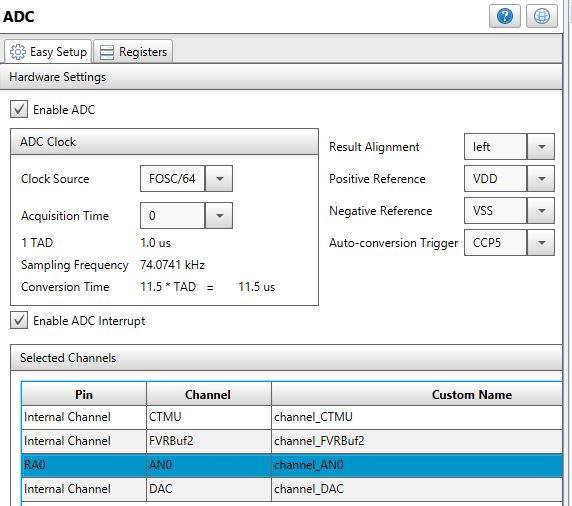 ADC
Easy Setup Registers
Hardware Settings
Enable ADC
ADC Clock
Clock Source FOSC/64
Acquisition Time 0
1 TAD 1.0 us
Sampling Frequency 74.0741 kHz
Conversion Time 11.5 * TAD = 11.5 us
Result Alignment left
Positive Reference VDD
Negative Reference VSS
Auto-conversion Trigger CCP5
Enable ADC Interrupt
Selected Channels
Pin Channel Custom Name
Internal Channel CTMU channel_CTMU
Internal Channel FVRBuf2 channel_FVRBuf2
RA0 AN0 channel_AN0
Internal Channel DAC channel_DAC